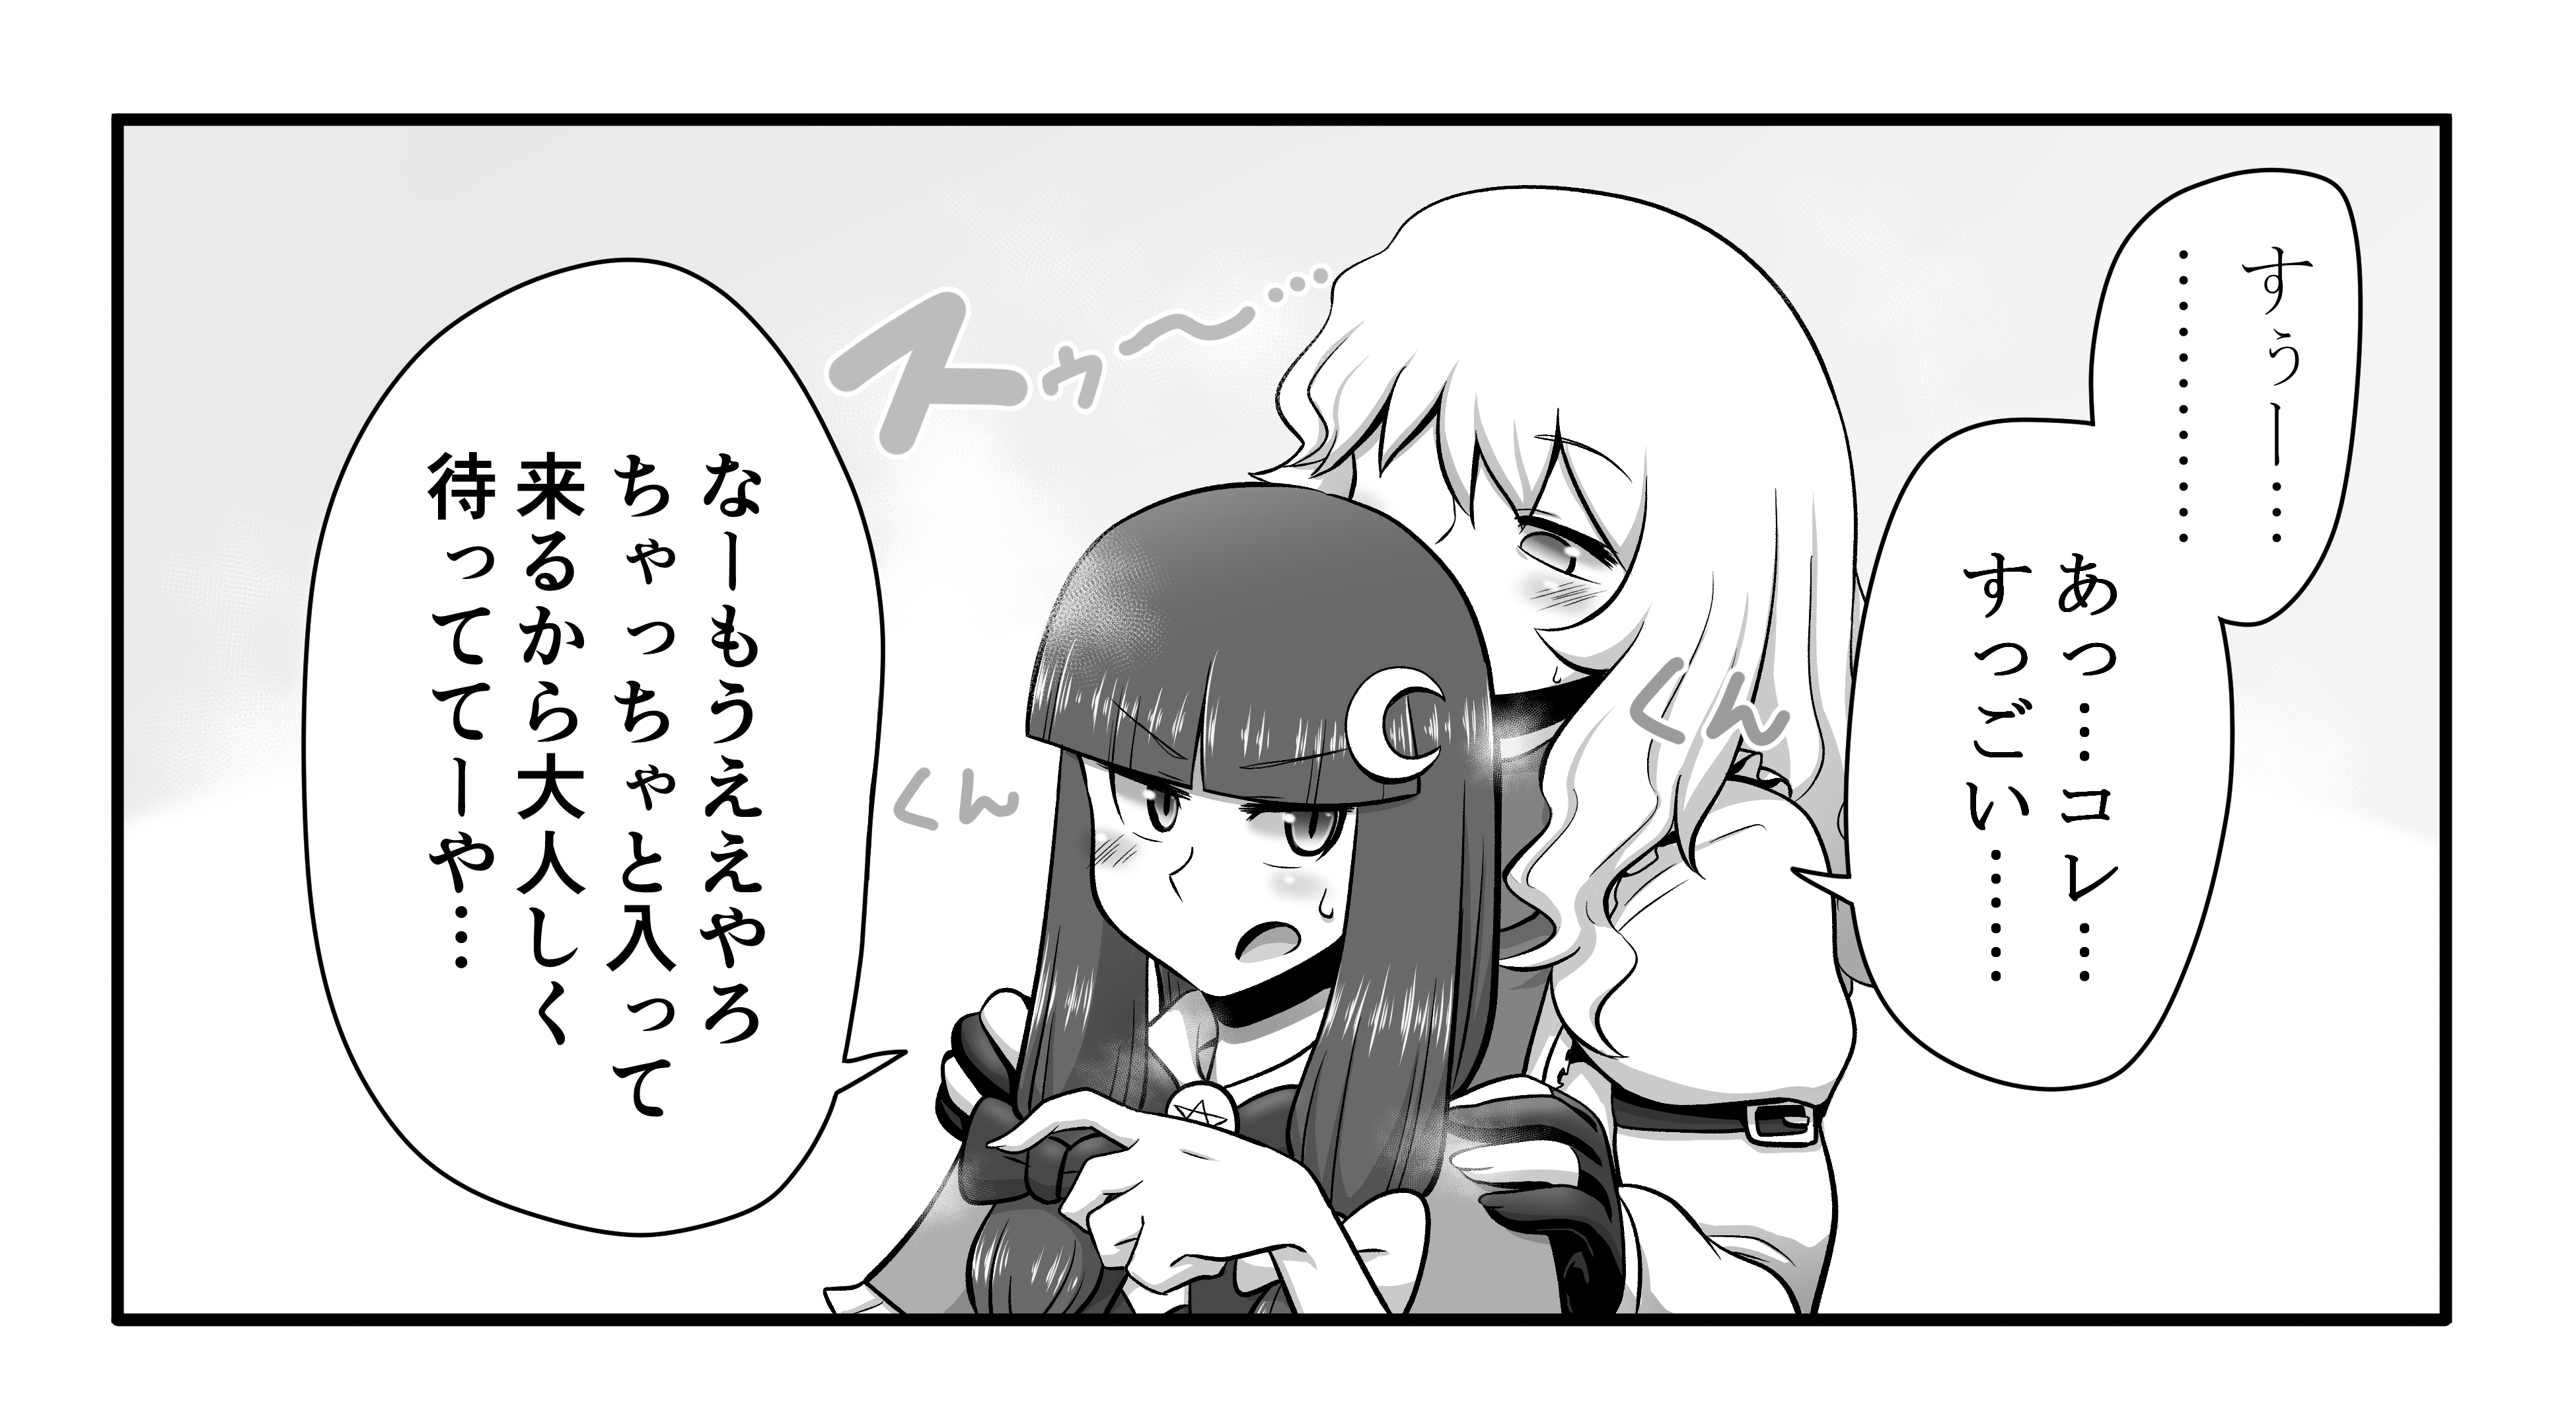 すぅー…
…………
あっ…コレ…
すっごい……
スゥ〜…
くん
くん
なーもうええやろ
ちゃっちゃと入って
来るから大人しく
待っててーや…